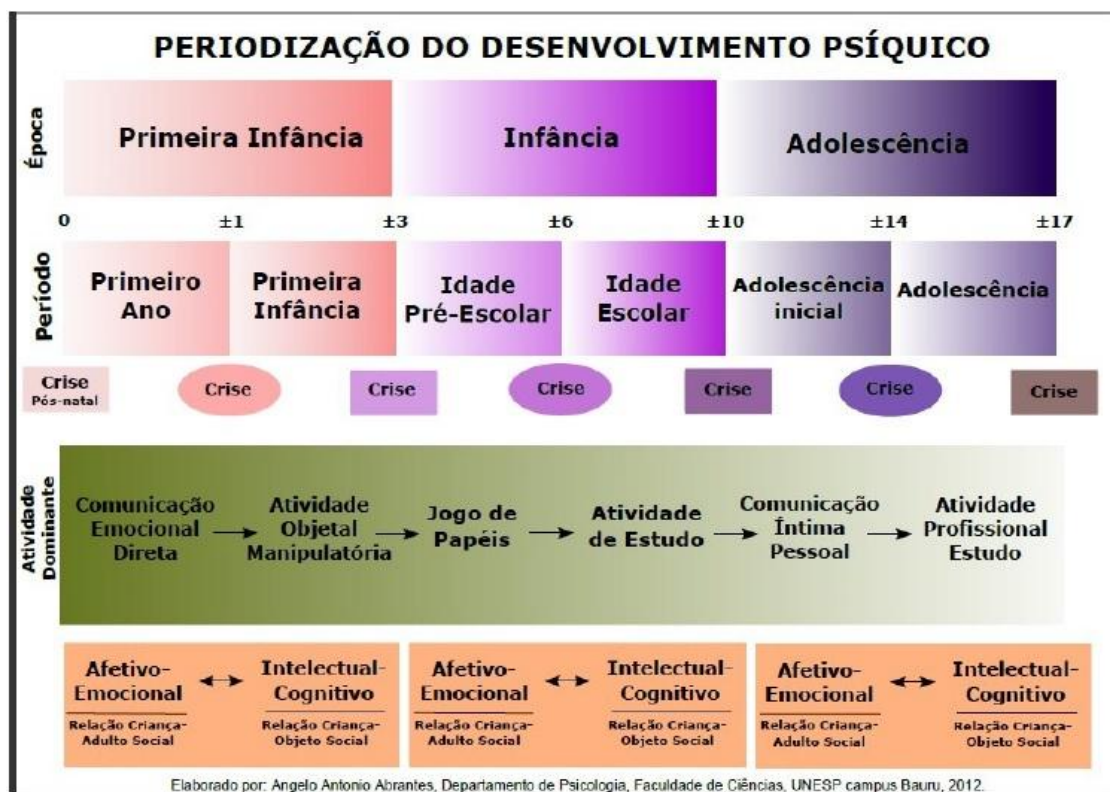 PERIODIZAÇÃO DO DESENVOLVIMENTO PSÍQUICO
Época
Primeira Infância
Infância
Adolescência
0 ±1 ±3 ±6 ±10 ±14 ±17
Período
Primeiro
Ano
Primeira
Infância
Idade
Pré-Escolar
Idade
Escolar
Adolescência
inicial
Adolescência
Crise
Pós-natal
Crise
Crise
Crise
Crise
Crise
Crise
Atividade
Dominante
Comunicação
Emocional
Direta
Atividade
Objetal
Manipulatória
Jogo de
Papéis
Atividade
de Estudo
Comunicação
Íntima
Pessoal
Atividade
Profissional
Estudo
Afetivo-
Emocional
Relação Criança-
Adulto Social
Intelectual-
Cognitivo
Relação Criança-
Objeto Social
Afetivo-
Emocional
Relação Criança-
Adulto Social
Intelectual-
Cognitivo
Relação Criança-
Objeto Social
Afetivo-
Emocional
Relação Criança-
Adulto Social
Intelectual-
Cognitivo
Relação Criança-
Objeto Social
Elaborado por: Angelo Antonio Abrantes, Departamento de Psicologia, Faculdade de Ciências, UNESP campus Bauru, 2012.